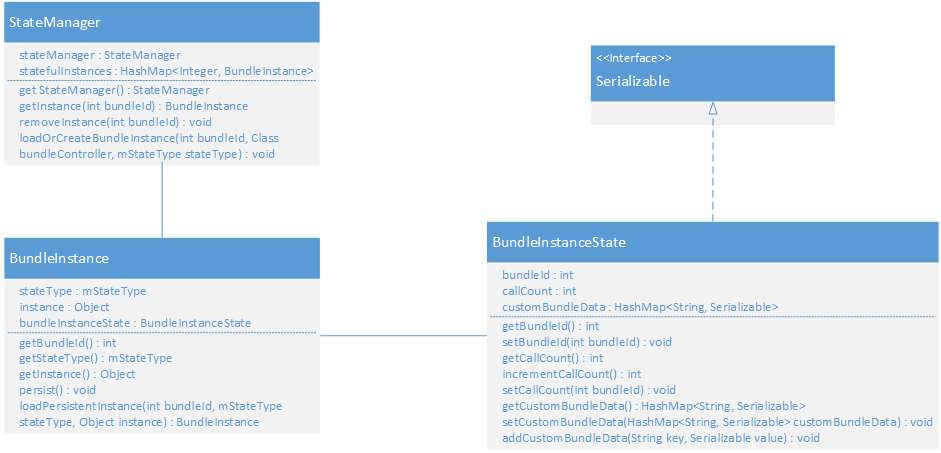 StateManager
stateManager : StateManager
statefulInstances : HashMap<Integer, BundleInstance>
get StateManager() : StateManager
getInstance(int bundleId) : BundleInstance
removeInstance(int bundleId) : void
loadOrCreateBundleInstance(int bundleId, Class
bundleController, mStateType stateType) : void
<<Interface>>
Serializable
BundleInstance
stateType : mStateType
instance : Object
bundleInstanceState : BundleInstanceState
getBundleId() : int
getStateType() : mStateType
getInstance() : Object
persist() : void
loadPersistentInstance(int bundleId, mStateType
stateType, Object instance) : BundleInstance
BundleInstanceState
bundleId : int
callCount : int
customBundleData : HashMap<String, Serializable>
getBundleId() : int
setBundleId(int bundleId) : void
getCallCount() : int
incrementCallCount() : int
setCallCount(int bundleId) : void
getCustomBundleData() : HashMap<String, Serializable>
setCustomBundleData(HashMap<String, Serializable> customBundleData) : void
addCustomBundleData(String key, Serializable value) : void